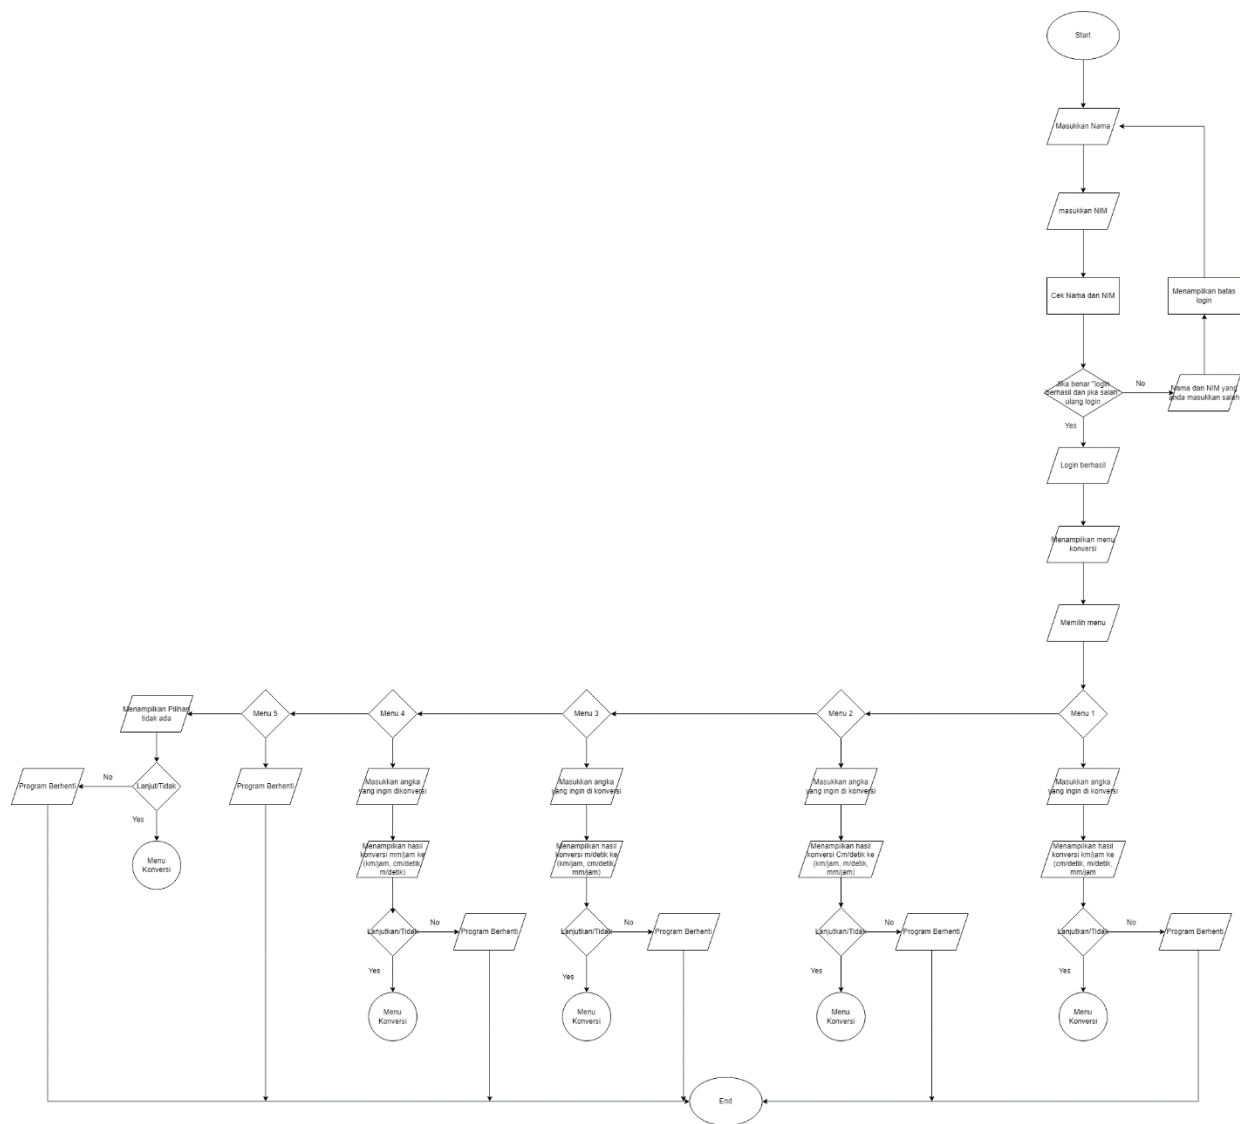 Start
Masukkan Nama
masukkan NIM
Cek Nama dan NIM
Menampilkan batas
login
Jika benar "login
berhasil dan jika salah
ulang login
No
Nama dan NIM yang
anda masukkan salah
Yes
Login berhasil
Menampilkan menu
konversi
Memilih menu
Menampilkan Pilihan
tidak ada
Menu 5
Menu 4
Menu 3
Menu 2
Menu 1
Program Berhenti
No
Lanjut/Tidak
Yes
Menu
Konversi
Program Berhenti
Masukkan angka
yang ingin dikonversi
Menampilkan hasil
konversi mm/jam ke
(km/jam, cm/detik,
m/detik)
Lanjutkan/Tidak
No
Program Berhenti
Yes
Menu
Konversi
Masukkan angka
yang ingin di konversi
Menampilkan hasil
konversi m/detik ke
(km/jam, cm/detik,
mm/jam)
Lanjutkan/Tidak
No
Program Berhenti
Yes
Menu
Konversi
Masukkan angka
yang ingin di konversi
Menampilkan hasil
konversi Cm/detik ke
(km/jam, m/detik,
mm/jam)
Lanjutkan/Tidak
No
Program Berhenti
Yes
Menu
Konversi
Masukkan angka
yang ingin di konversi
Menampilkan hasil
konversi km/jam ke
(cm/detik, m/detik,
mm/jam
Lanjutkan/Tidak
No
Program Berhenti
Yes
Menu
Konversi
End